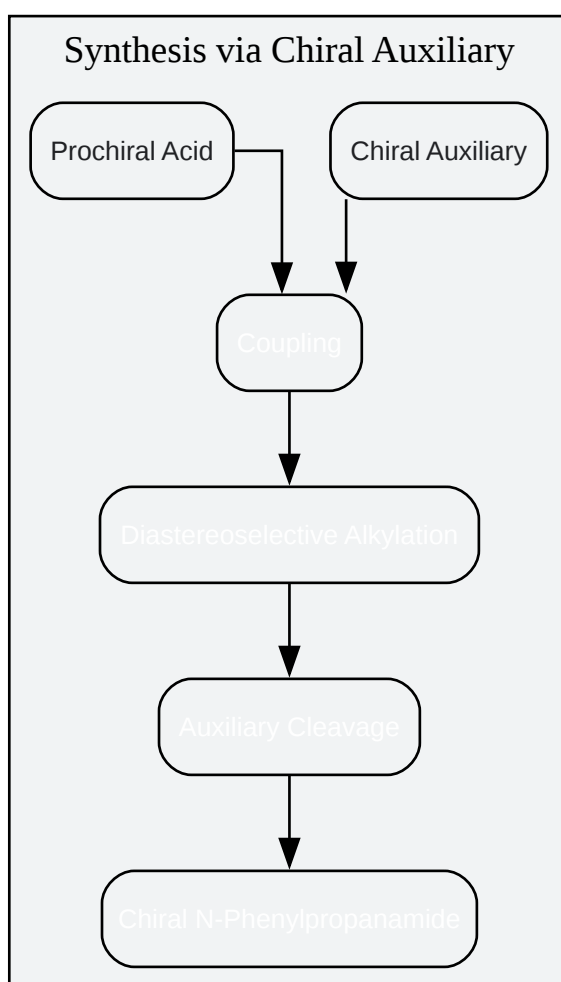 Synthesis via Chiral Auxiliary
Prochiral Acid
Chiral Auxiliary
Coupling
Diastereoselective Alkylation
Auxiliary Cleavage
Chiral N-Phenylpropanamide